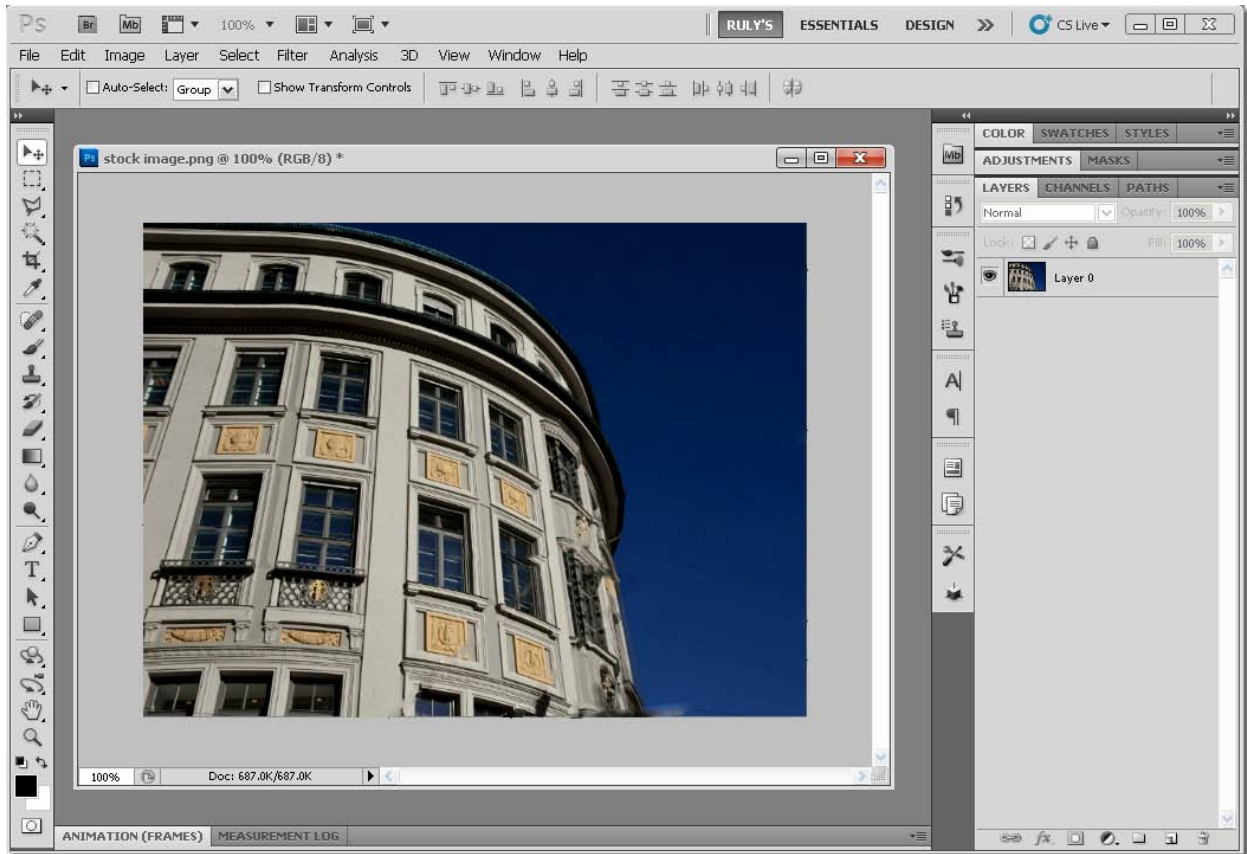 Ps Br Mb 100% RULY'S ESSENTIALS DESIGN CS Live
File Edit Image Layer Select Filter Analysis 3D View Window Help
Auto-Select: Group Show Transform Controls
COLOR SWATCHES STYLES
Mb
ADJUSTMENTS MASKS
Ps stock image.png @ 100% (RGB/8) *
LAYERS CHANNELS PATHS
Normal Opacity: 100%
Lock: Fill: 100%
Layer 0
100% Doc: 687.0K/687.0K
ANIMATION (FRAMES) MEASUREMENT LOG